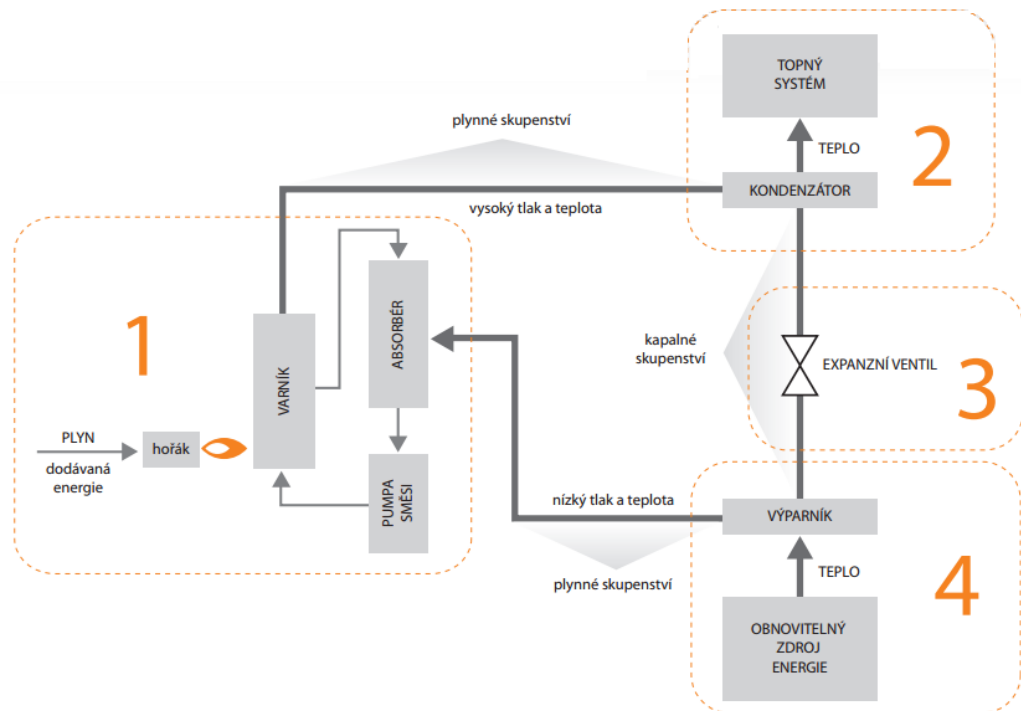 TOPNÝ
SYSTÉM
2
TEPLO
KONDENZÁTOR
plynné skupenství
vysoký tlak a teplota
1
PLYN
dodávaná
energie
hořák
VARNÍK
ABSORBÉR
PUMPA
SMĚSI
kapalné
skupenství
EXPANZNÍ VENTIL
3
nízký tlak a teplota
plynné skupenství
VÝPARNÍK
TEPLO
4
OBNOVITELNÝ
ZDROJ
ENERGIE